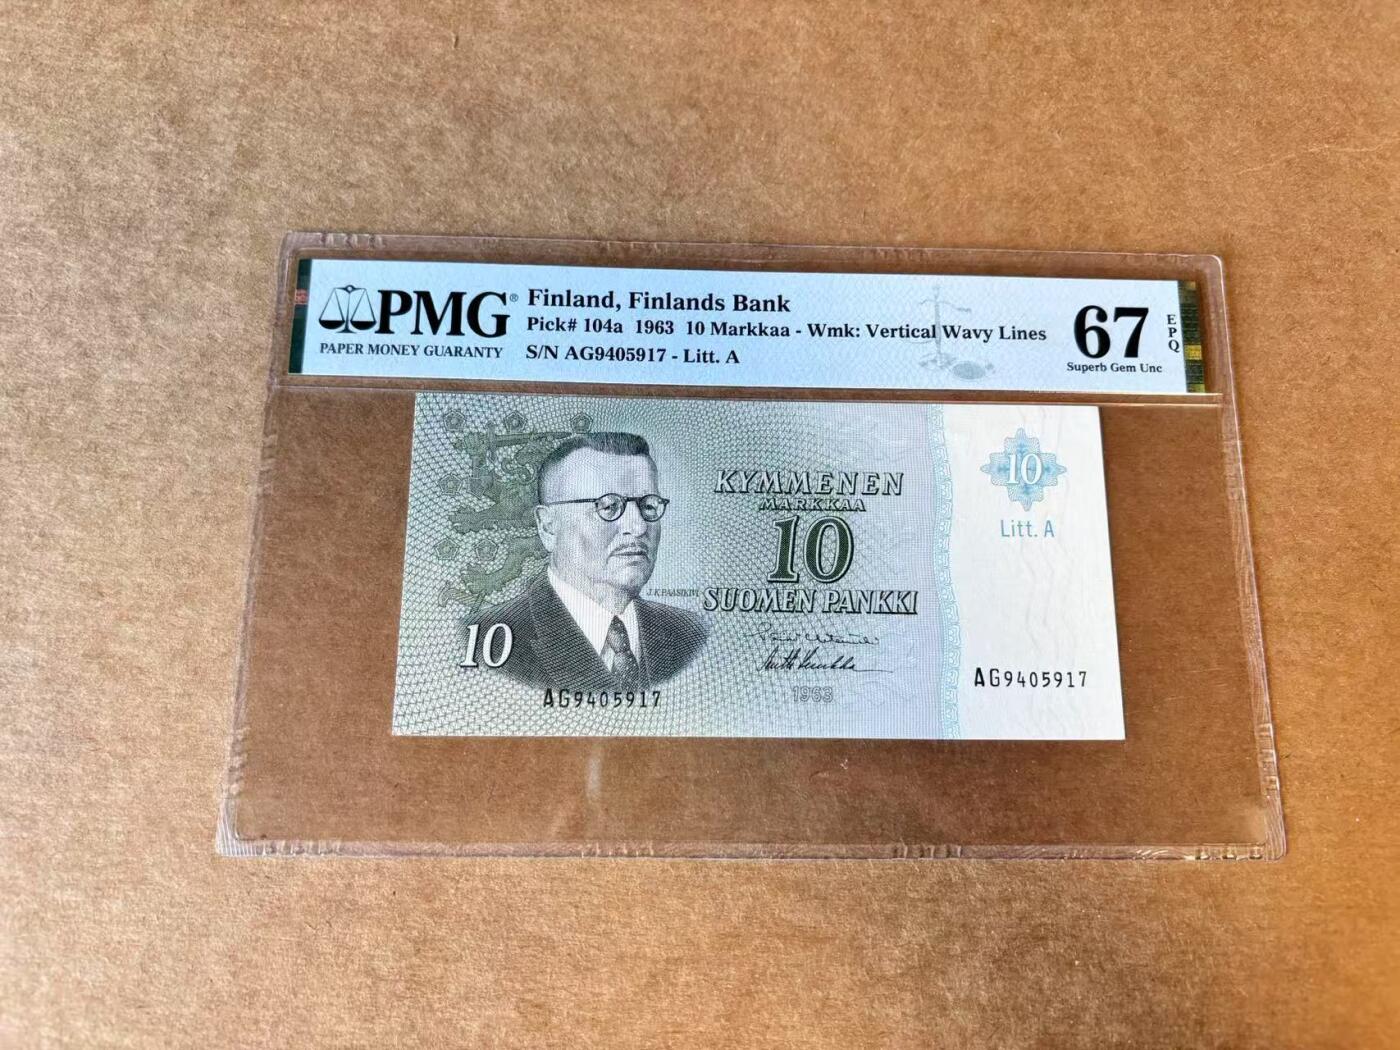 PMG®
PAPER MONEY GUARANTY
Finland, Finlands Bank
Pick# 104a 1963 10 Markkaa - Wmk: Vertical Wavy Lines
S/N AG9405917 - Litt. A
67
EPQ
Superb Gem Unc
KYMMENEN
MARKKAA
10
SUOMEN PANKKI
J.K.PAASIKIVI
10
AG9405917
1963
10
Litt. A
AG9405917